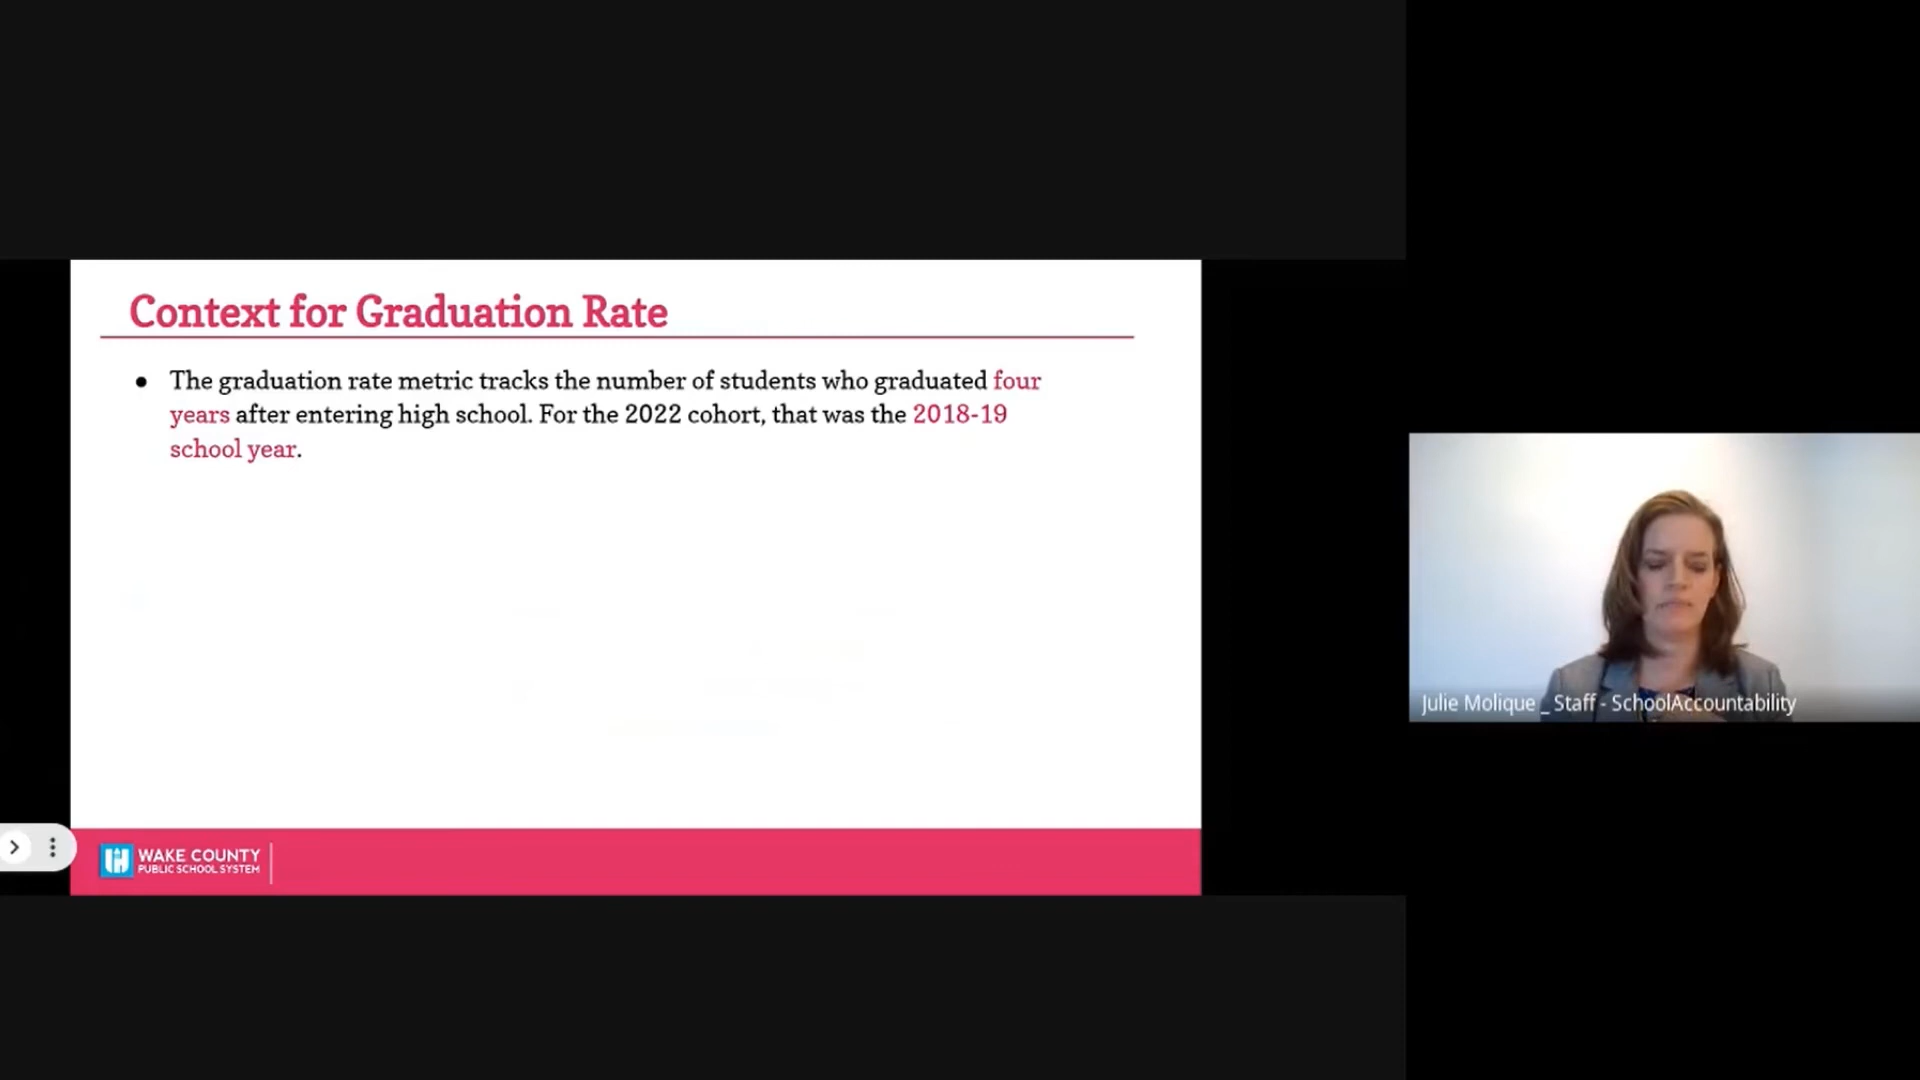 Context for Graduation Rate
● The graduation rate metric tracks the number of students who graduated four
years after entering high school. For the 2022 cohort, that was the 2018-19
school year.
Julie Molique _ Staff - SchoolAccountability
WAKE COUNTY
PUBLIC SCHOOL SYSTEM